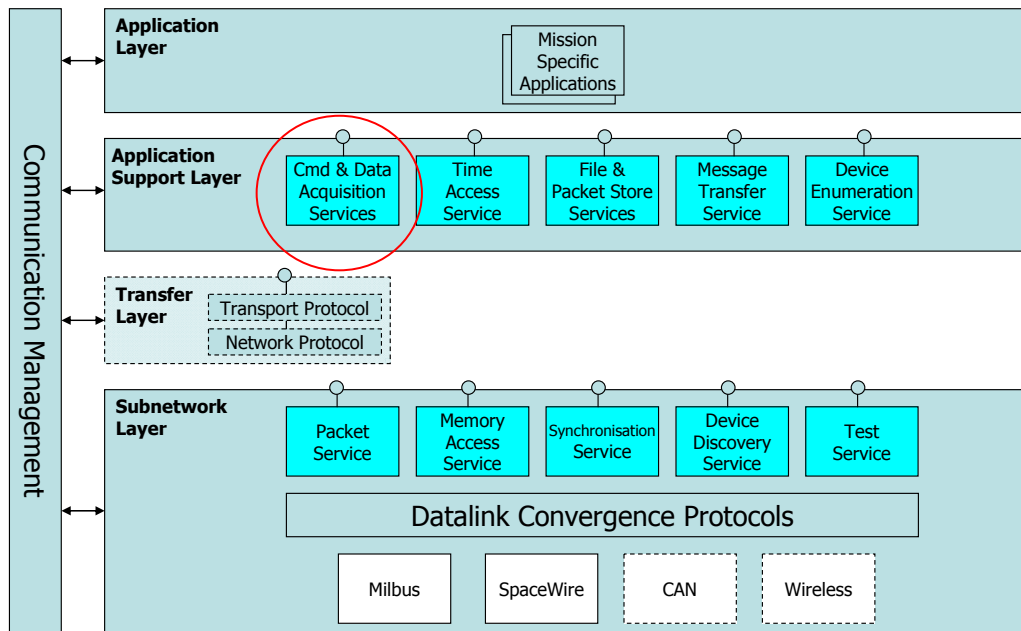 Communication Management
Application
Layer
Mission
Specific
Applications
Application
Support Layer
Cmd & Data
Acquisition
Services
Time
Access
Service
File &
Packet Store
Services
Message
Transfer
Service
Device
Enumeration
Service
Transfer
Layer
Transport Protocol
Network Protocol
Subnetwork
Layer
Packet
Service
Memory
Access
Service
Synchronisation
Service
Device
Discovery
Service
Test
Service
Datalink Convergence Protocols
Milbus
SpaceWire
CAN
Wireless